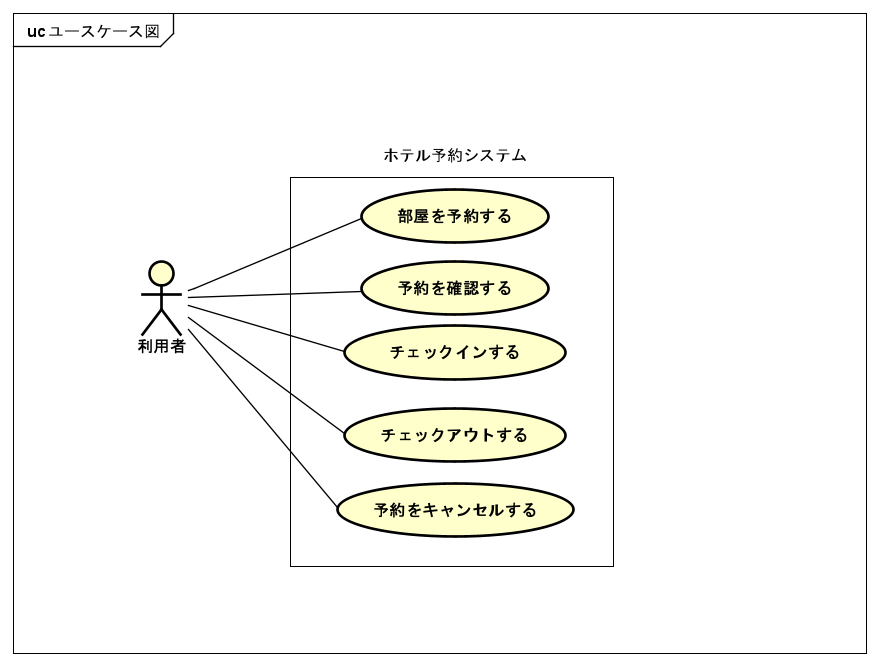 uc ユースケース図
ホテル予約システム
部屋を予約する
予約を確認する
チェックインする
利用者
チェックアウトする
予約をキャンセルする